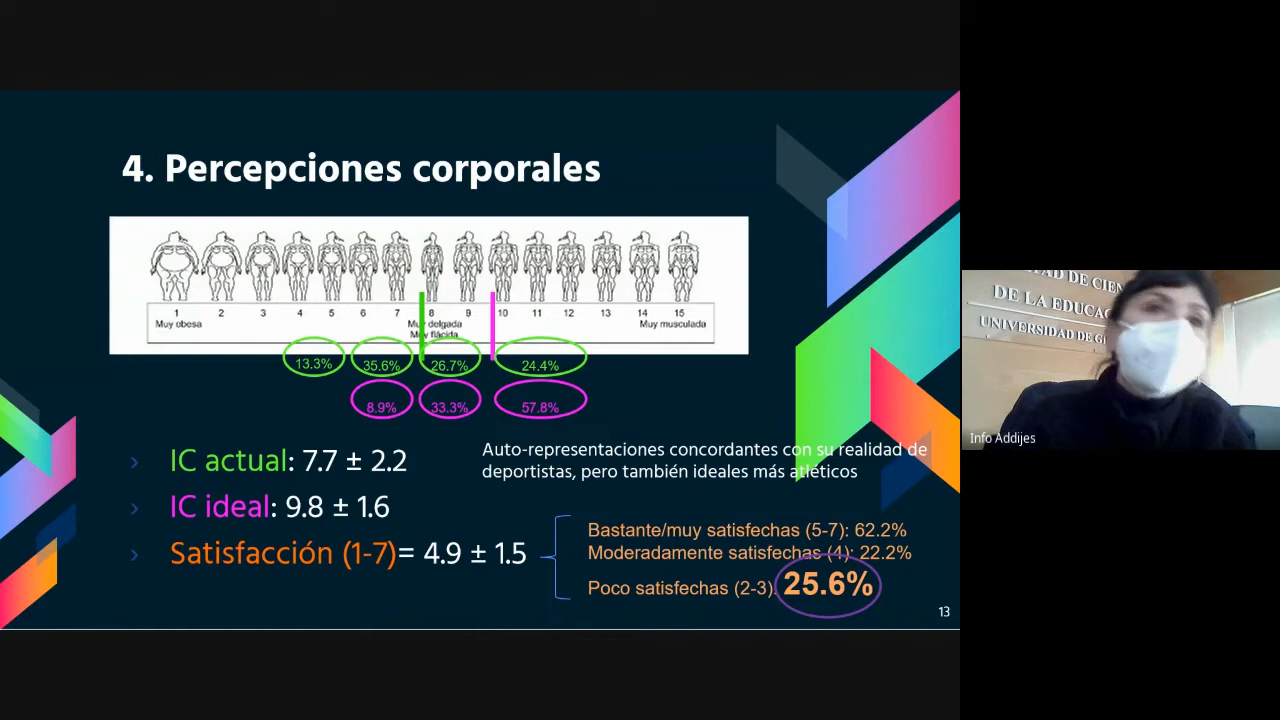 4. Percepciones corporales
1 2 3 4 5 6 7 8 9 10 11 12 13 14 15
Muy obesa Muy delgada Muy musculada
Muy flácida
13.3% 35.6% 26.7% 24.4%
8.9% 33.3% 57.8%
IC actual: 7.7 ± 2.2
IC ideal: 9.8 ± 1.6
Satisfacción (1-7)= 4.9 ± 1.5
Auto-representaciones concordantes con su realidad de
deportistas, pero también ideales más atléticos
Bastante/muy satisfechas (5-7): 62.2%
Moderadamente satisfechas (4): 22.2%
Poco satisfechas (2-3): 25.6%
13
DE CIEN
DE LA EDUCAC
UNIVERSIDAD DE G
Info Addijes